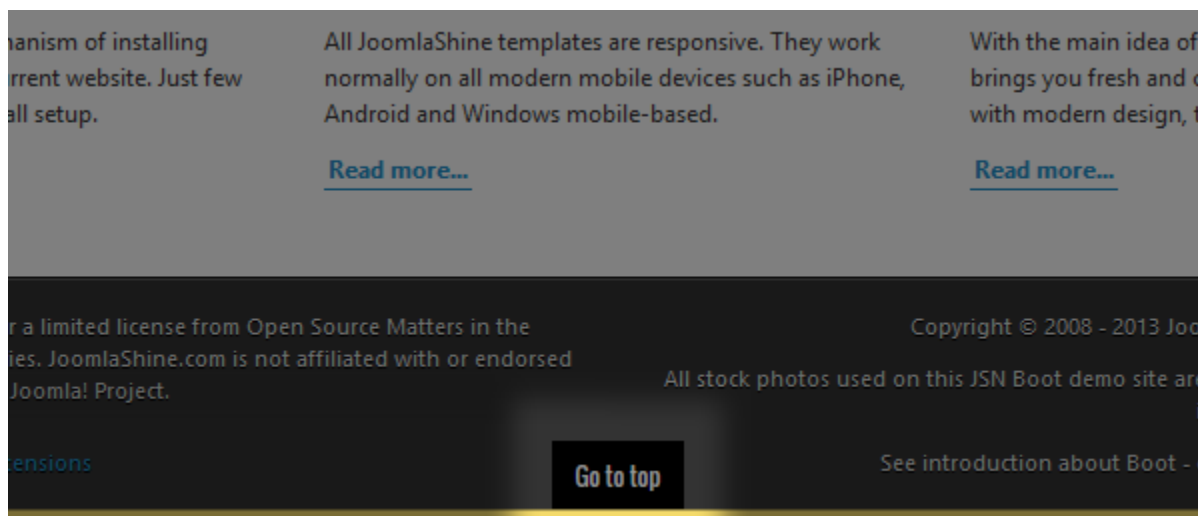 anism of installing
rrent website. Just few
all setup.
All JoomlaShine templates are responsive. They work
normally on all modern mobile devices such as iPhone,
Android and Windows mobile-based.
Read more...
With the main idea of
brings you fresh and
with modern design,
Read more...
r a limited license from Open Source Matters in the
ies. JoomlaShine.com is not affiliated with or endorsed
Joomla! Project.
ensions
Copyright © 2008 - 2013 Joo
All stock photos used on this JSN Boot demo site are
See introduction about Boot -
Go to top